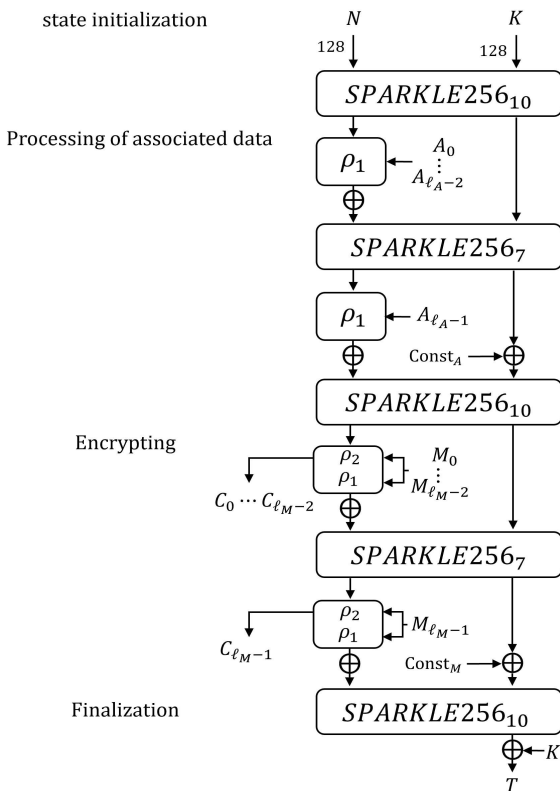 state initialization
N K
128 128
SPARKLE256₁₀
Processing of associated data
ρ₁
A₀
⋮
A_{ℓ_A−2}
SPARKLE256₇
ρ₁
A_{ℓ_A−1}
Const_A
SPARKLE256₁₀
Encrypting
ρ₂
ρ₁
M₀
⋮
M_{ℓ_M−2}
C₀ ⋯ C_{ℓ_M−2}
SPARKLE256₇
ρ₂
ρ₁
M_{ℓ_M−1}
C_{ℓ_M−1}
Const_M
Finalization
SPARKLE256₁₀
K
T